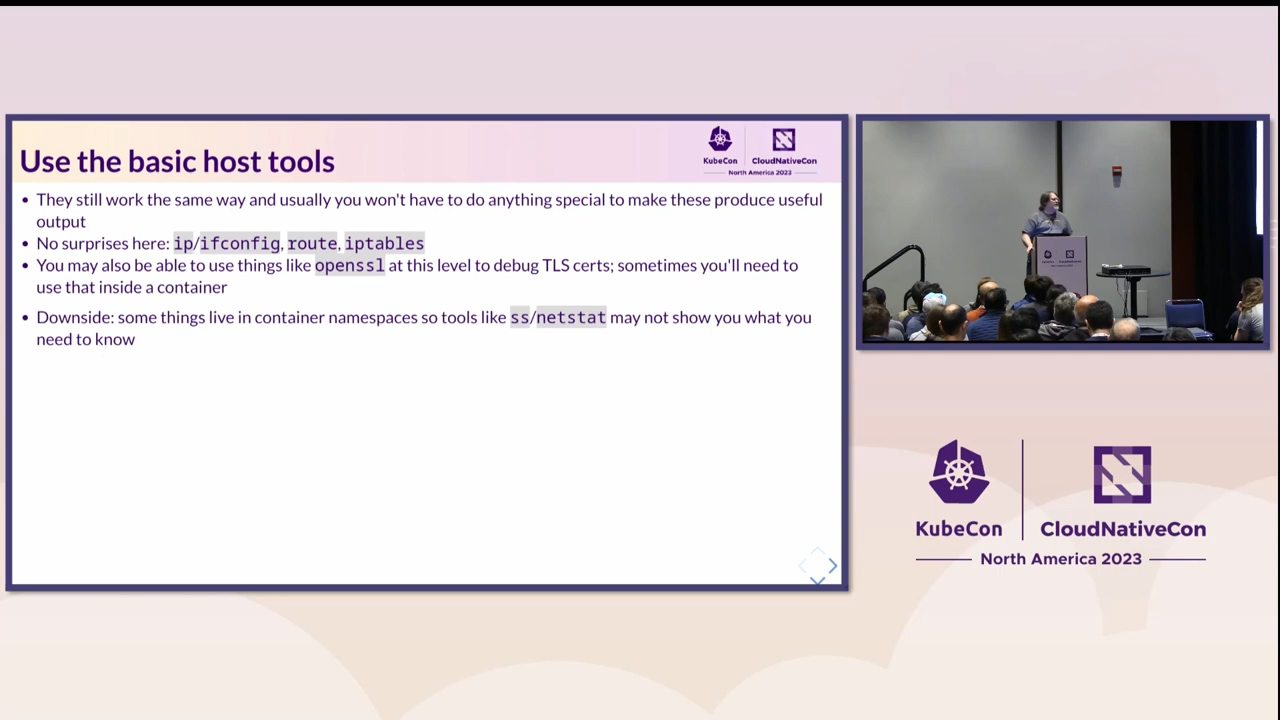 Use the basic host tools
KubeCon
CloudNativeCon
North America 2023
They still work the same way and usually you won't have to do anything special to make these produce useful
output
No surprises here: ip/ifconfig, route, iptables
You may also be able to use things like openssl at this level to debug TLS certs; sometimes you'll need to
use that inside a container
Downside: some things live in container namespaces so tools like ss/netstat may not show you what you
need to know
KubeCon
CloudNativeCon
North America 2023